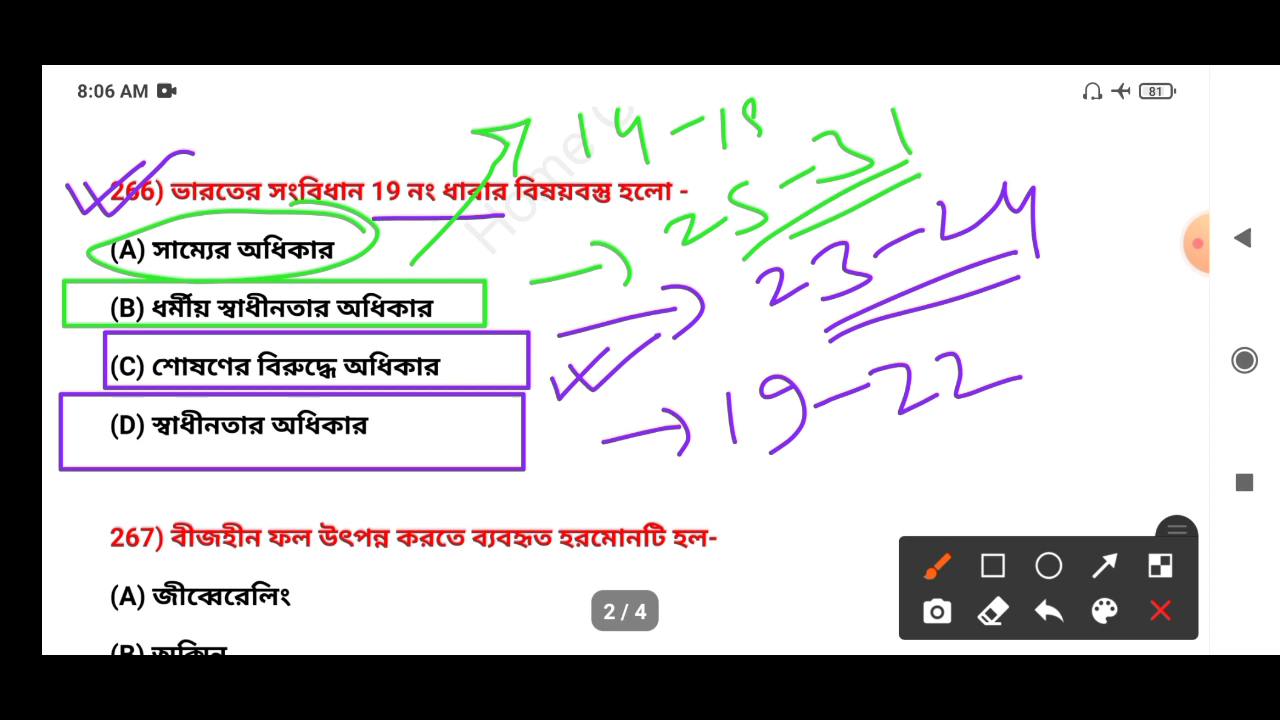 8:06 AM
81
Home
14 - 18
25 - 31
266) ভারতের সংবিধান 19 নং ধারার বিষয়বস্তু হলো -
(A) সাম্যের অধিকার
23 - 24
(B) ধর্মীয় স্বাধীনতার অধিকার
(C) শোষণের বিরুদ্ধে অধিকার
19 - 22
(D) স্বাধীনতার অধিকার
267) বীজহীন ফল উৎপন্ন করতে ব্যবহৃত হরমোনটি হল-
(A) জীব্বেরেলিং
2 / 4